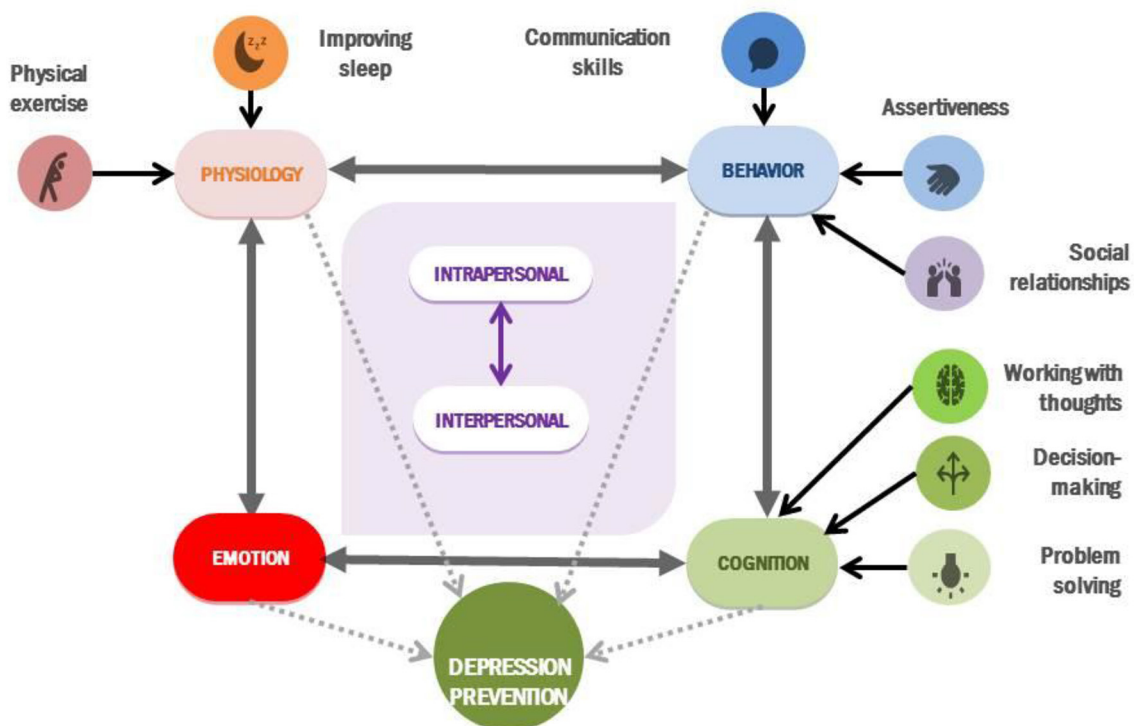 Improving
sleep
Communication
skills
Physical
exercise
zzz
Assertiveness
PHYSIOLOGY
BEHAVIOR
INTRAPERSONAL
Social
relationships
INTERPERSONAL
Working with
thoughts
Decision-
making
EMOTION
COGNITION
Problem
solving
DEPRESSION
PREVENTION